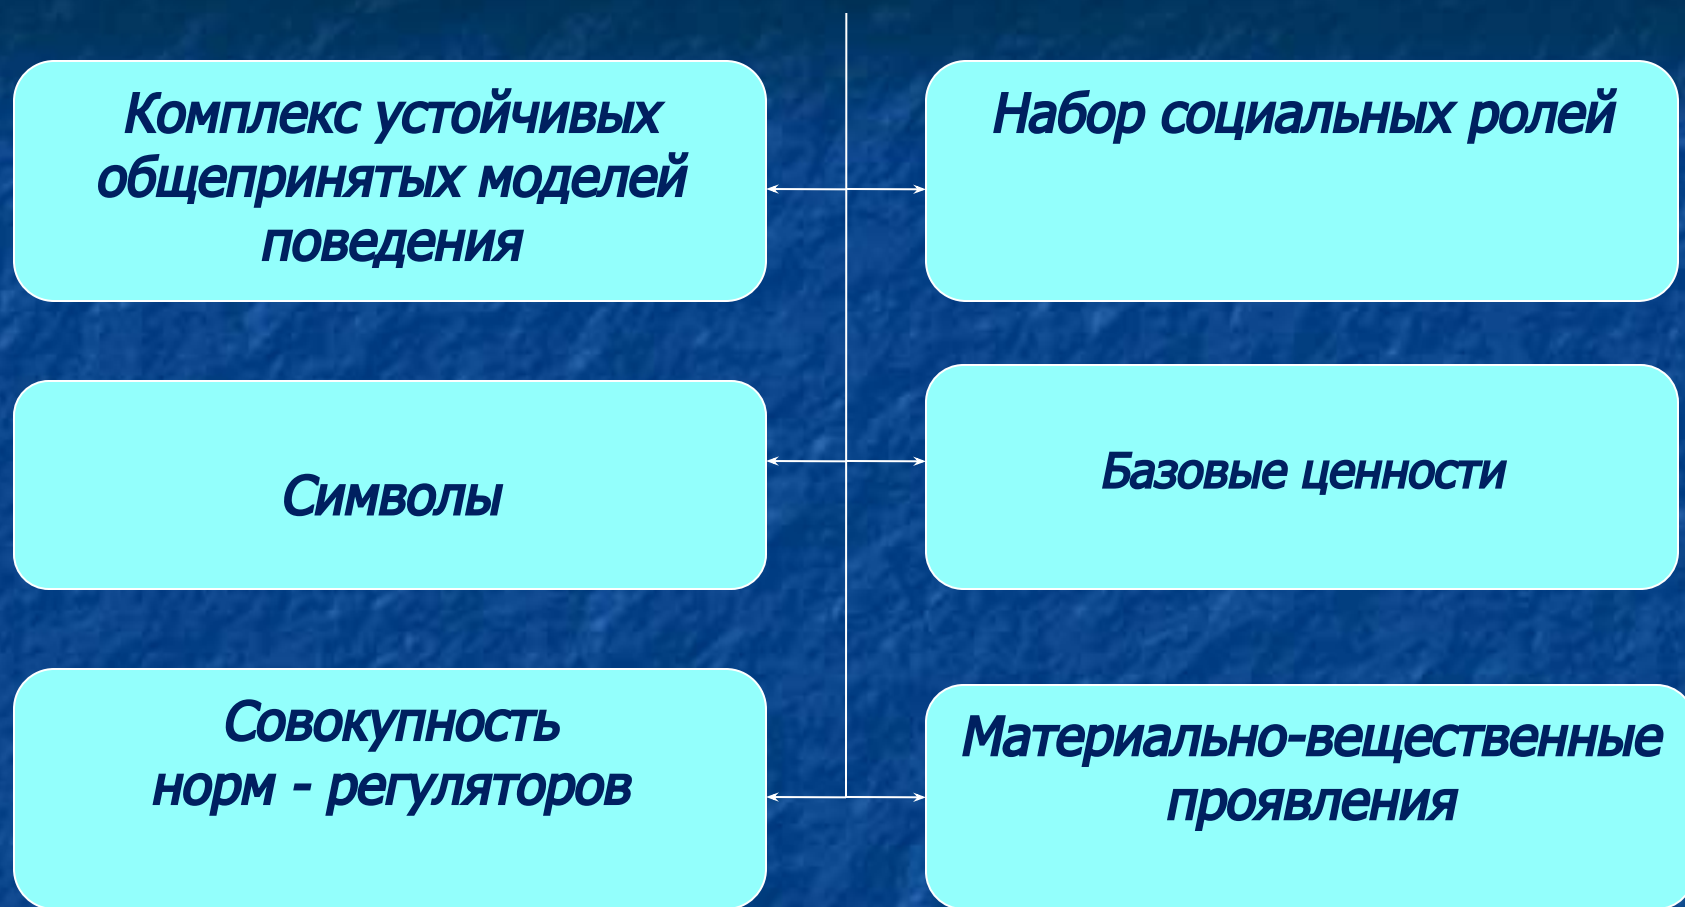 Комплекс устойчивых
общепринятых моделей
поведения
Набор социальных ролей
Символы
Базовые ценности
Совокупность
норм - регуляторов
Материально-вещественные
проявления